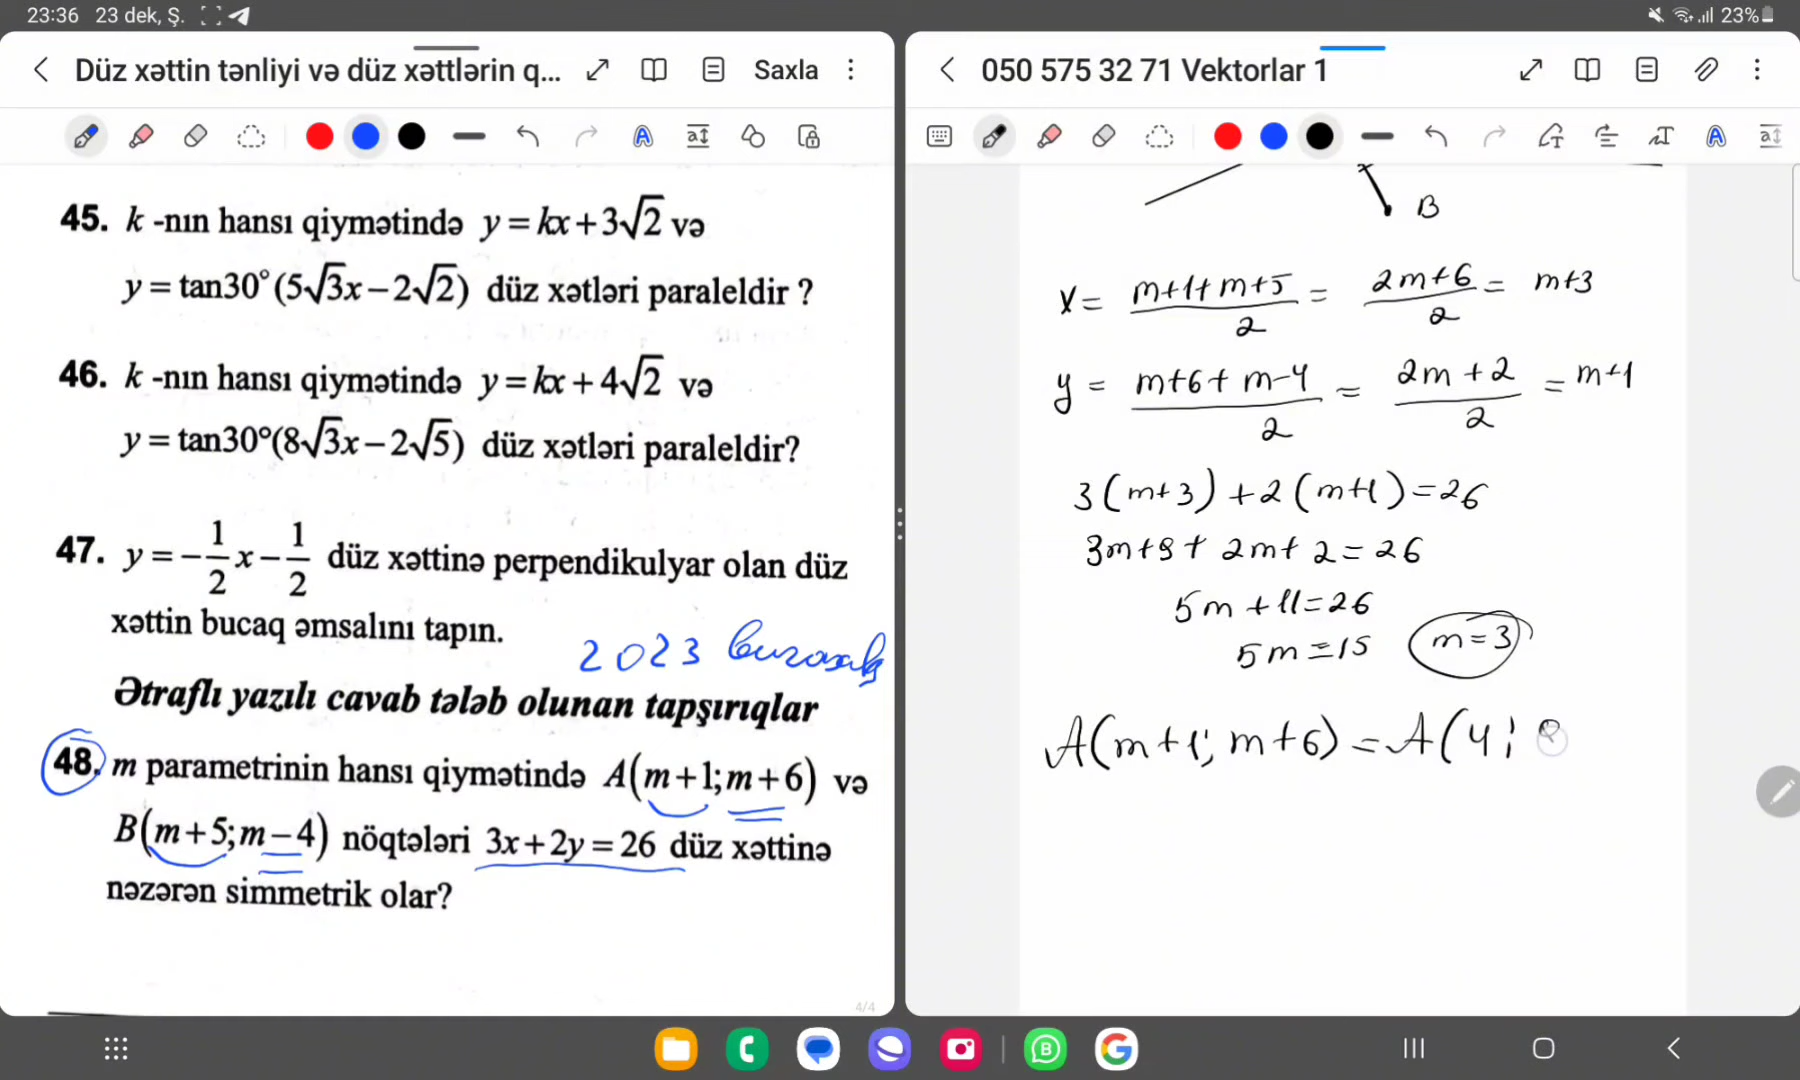 23:36 23 dek, Ş.
23%
Düz xəttin tənliyi və düz xəttlərin q...
Saxla
050 575 32 71 Vektorlar 1
45. k -nın hansı qiymətində y = kx + 3√2 və
y = tan30°(5√3x − 2√2) düz xətləri paraleldir ?
46. k -nın hansı qiymətində y = kx + 4√2 və
y = tan30°(8√3x − 2√5) düz xətləri paraleldir?
47. y = −1/2 x − 1/2 düz xəttinə perpendikulyar olan düz
xəttin bucaq əmsalını tapın.
2023
Ətraflı yazılı cavab tələb olunan tapşırıqlar
48. m parametrinin hansı qiymətində A(m+1;m+6) və
B(m+5;m−4) nöqtələri 3x+2y=26 düz xəttinə
nəzərən simmetrik olar?
4/4
B
x = (m+1+m+5)/2 = (2m+6)/2 = m+3
y = (m+6+m−4)/2 = (2m+2)/2 = m+1
3(m+3)+2(m+1)=26
3m+9+2m+2=26
5m+11=26
5m=15 m=3
A(m+1; m+6) = A(4;